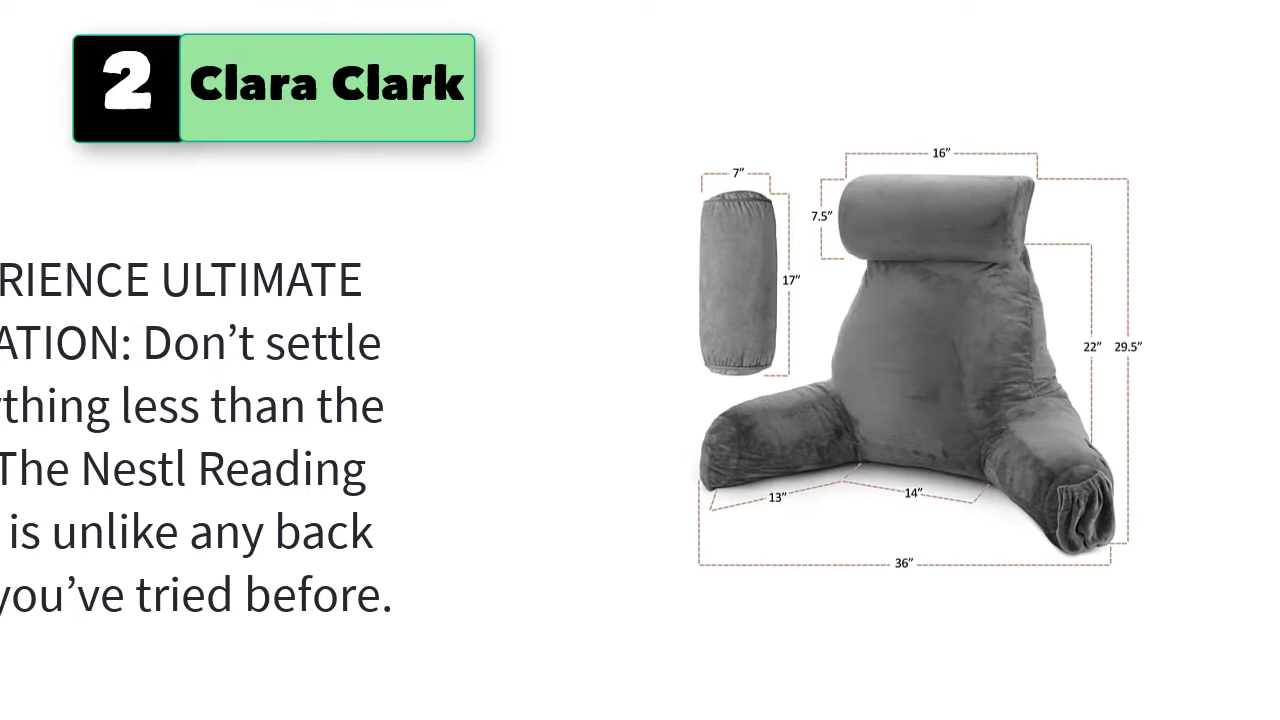 2 Clara Clark
RIENCE ULTIMATE
ATION: Don’t settle
thing less than the
The Nestl Reading
is unlike any back
you’ve tried before.
16”
7”
7.5”
17”
22” 29.5”
13”
14”
36”